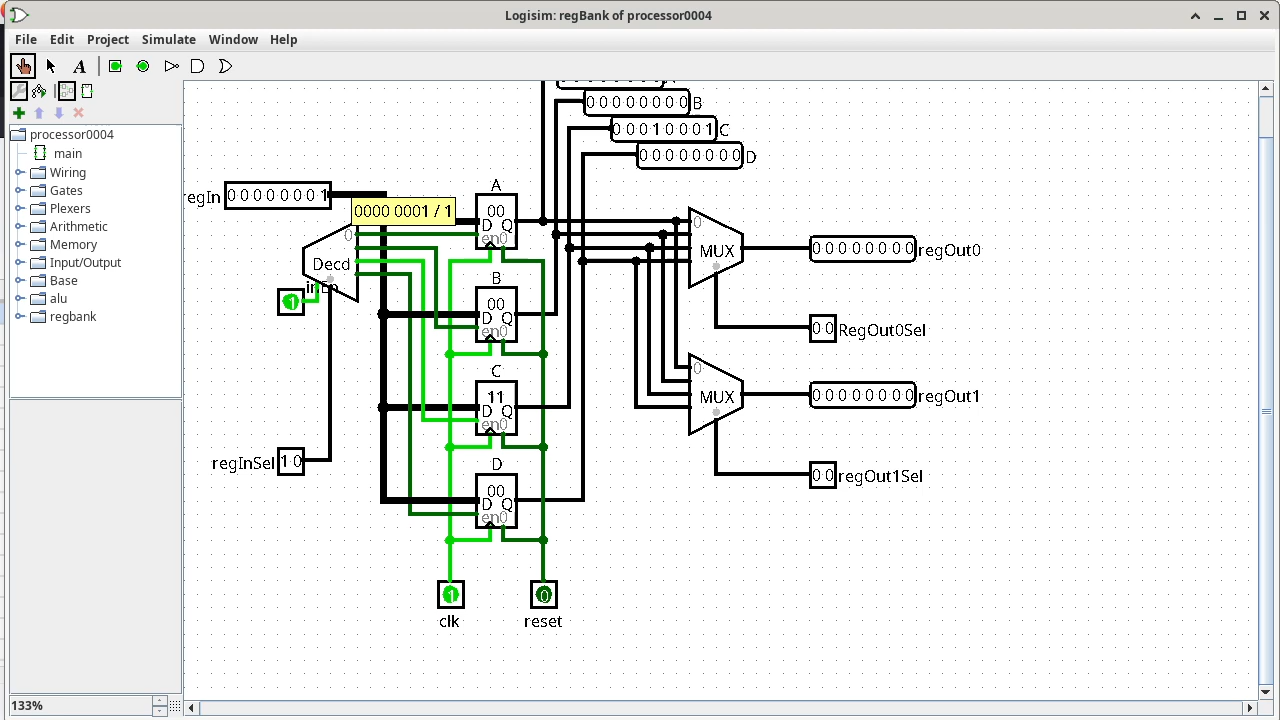 Logisim: regBank of processor0004
File Edit Project Simulate Window Help
A
processor0004
main
Wiring
Gates
Plexers
Arithmetic
Memory
Input/Output
Base
alu
regbank
133%
0 0 0 0 0 0 0 0 B
0 0 0 1 0 0 0 1 C
0 0 0 0 0 0 0 0 D
regIn 0 0 0 0 0 0 0 1
0000 0001 / 1
0
Decd
inEn
1
regInSel 1 0
A
00
D Q
en0
B
00
D Q
en0
C
11
D Q
en0
D
00
D Q
en0
1
clk
0
reset
0
MUX
0 0 0 0 0 0 0 0 regOut0
0 0 RegOut0Sel
0
MUX
0 0 0 0 0 0 0 0 regOut1
0 0 regOut1Sel